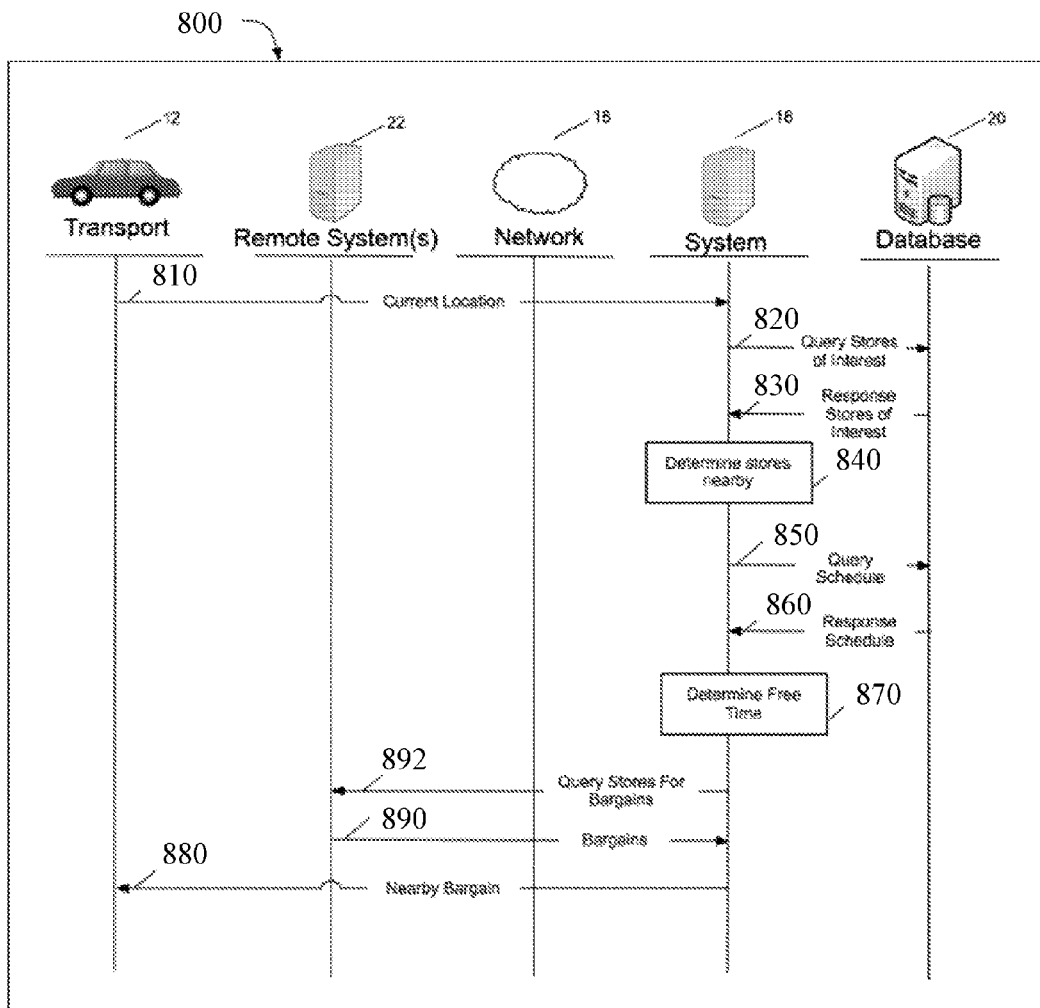 800
12
22
16
18
20
Transport
Remote System(s)
Network
System
Database
810
Current Location
820
Query Stores
of Interest
830
Response
Stores of
Interest
Determine stores
nearby
840
850
Query
Schedule
860
Response
Schedule
Determine Free
Time
870
892
Query Stores For
Bargains
890
Bargains
880
Nearby Bargain